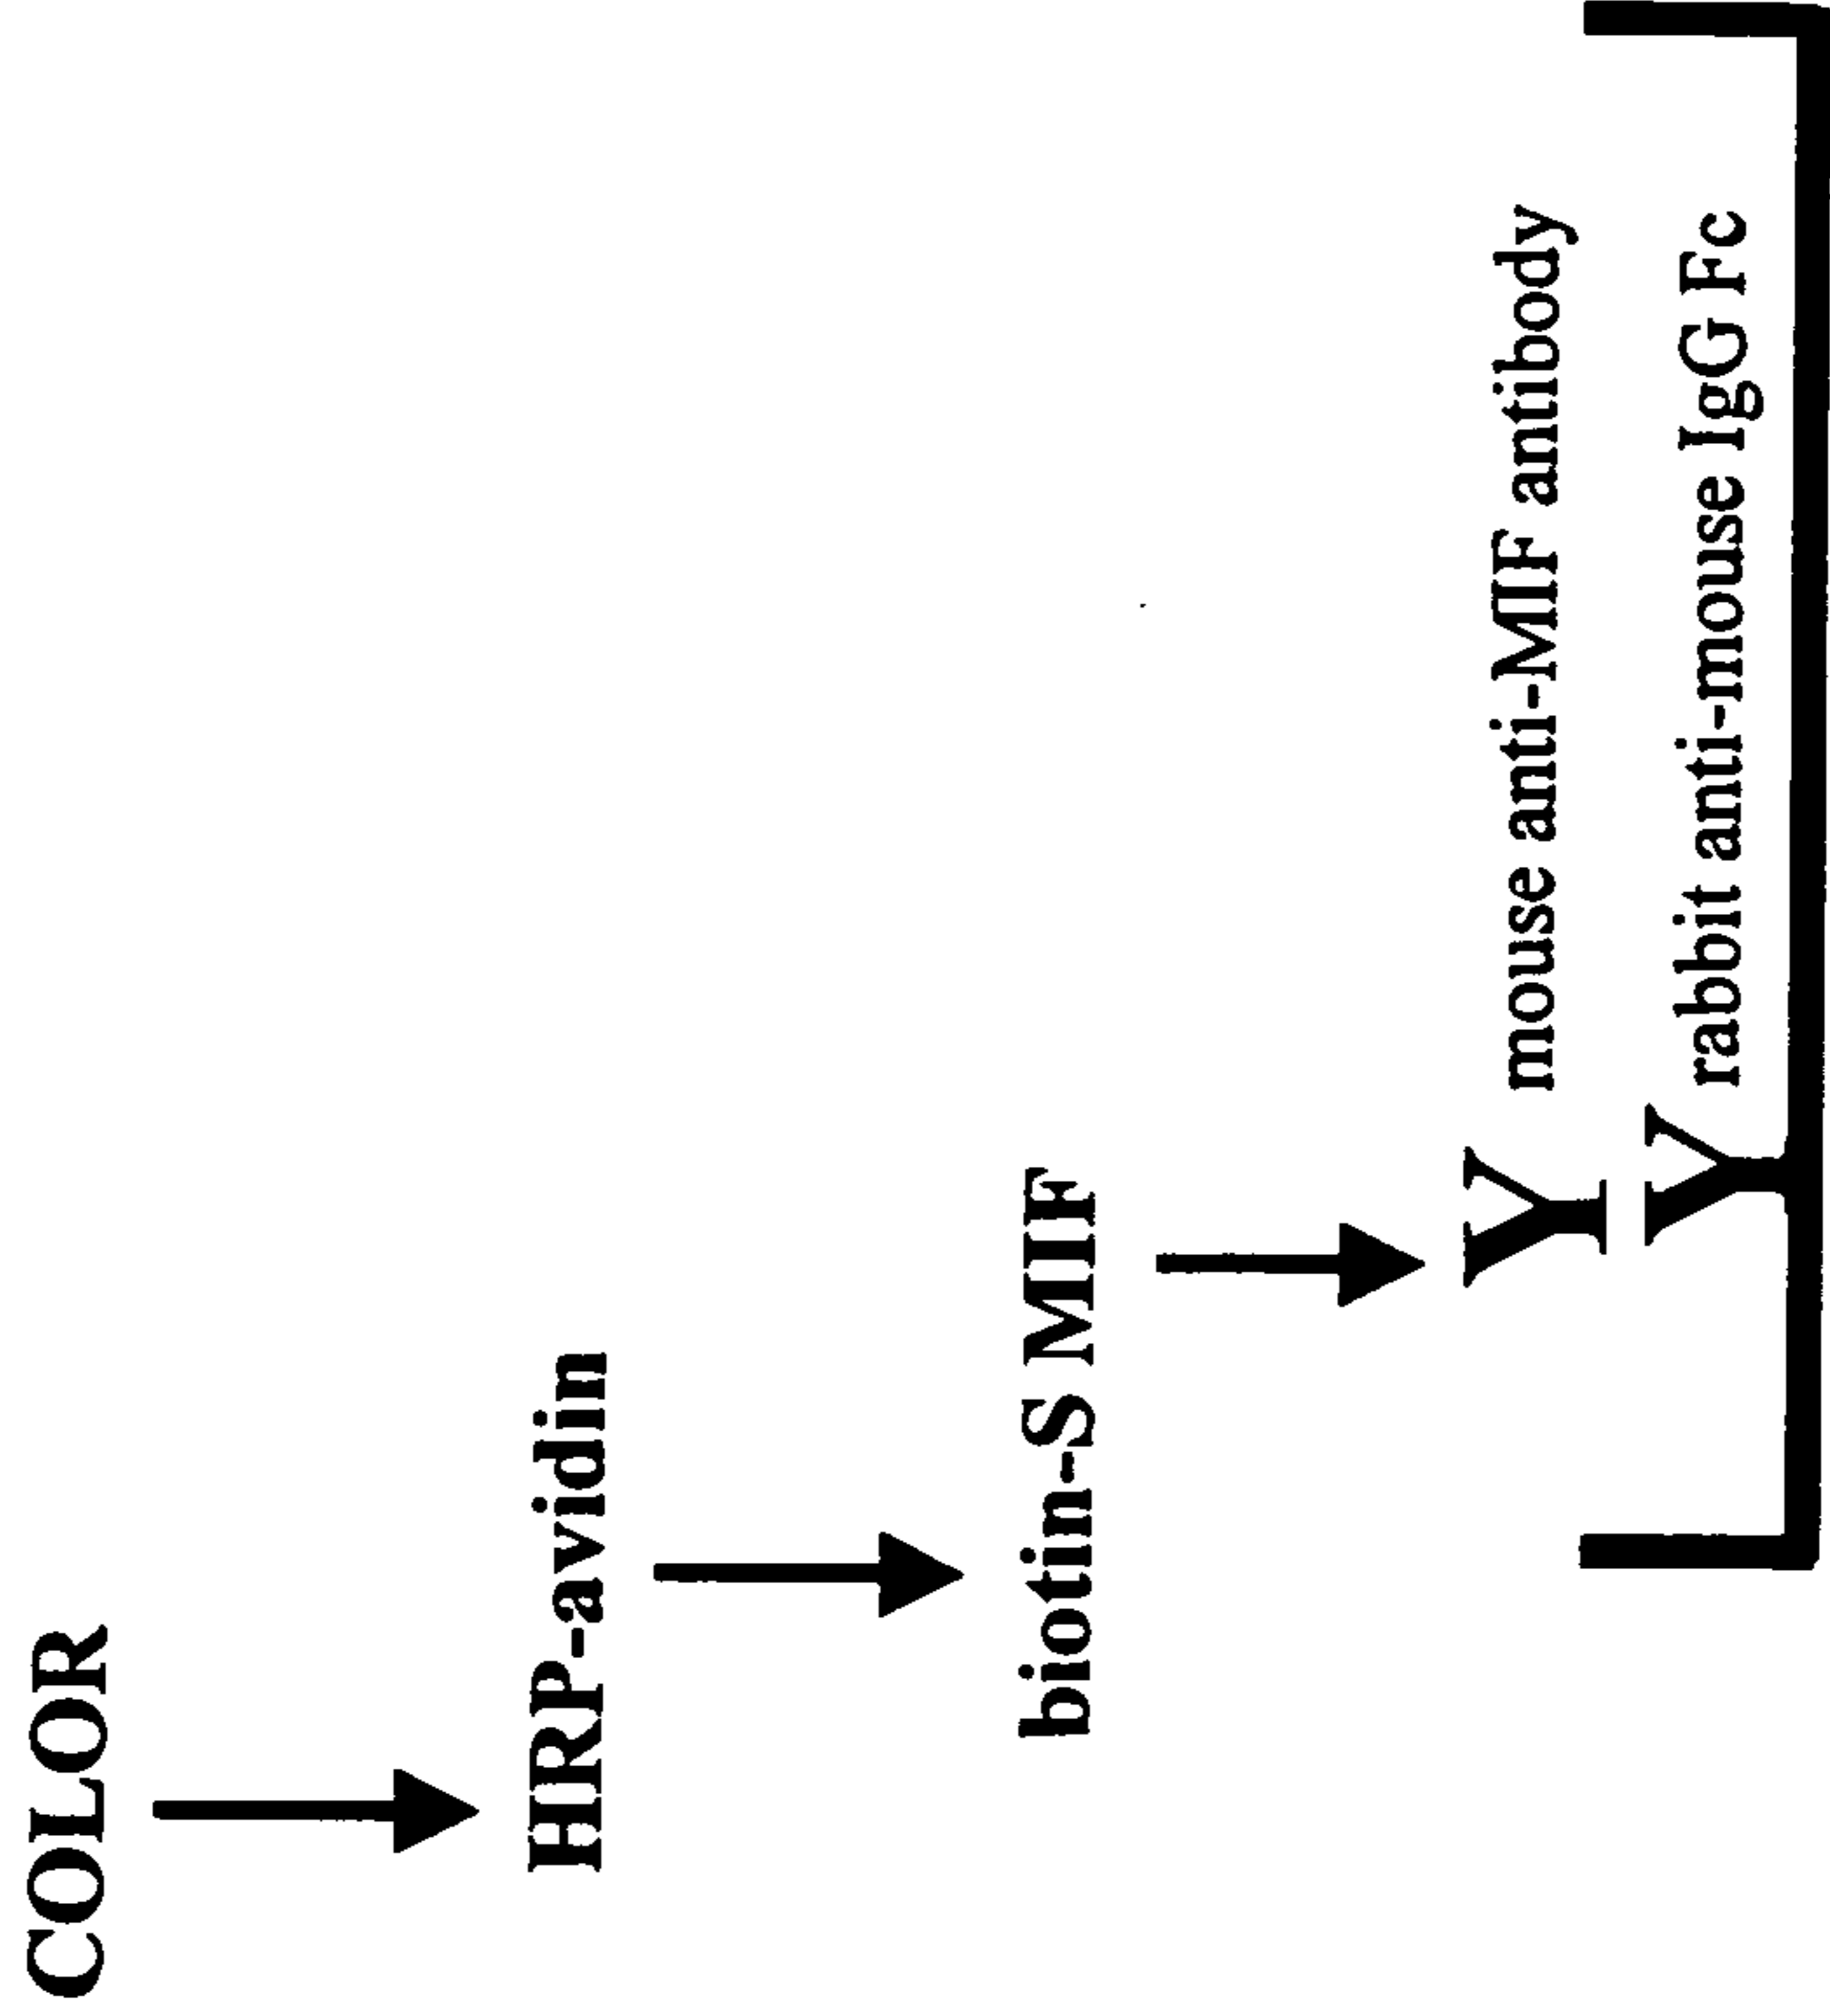 COLOR
HRP-avidin
biotin-S MIF
Y mouse anti-MIF antibody
Y rabbit anti-mouse IgG Fc